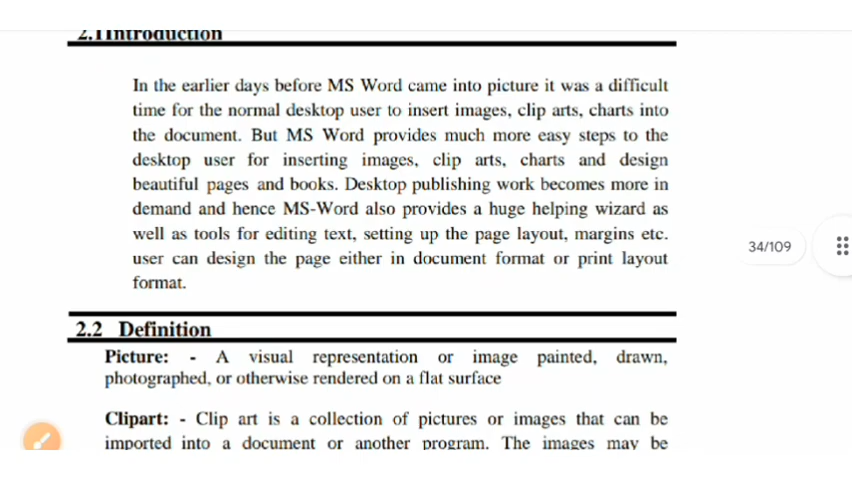 2.1Introduction
In the earlier days before MS Word came into picture it was a difficult
time for the normal desktop user to insert images, clip arts, charts into
the document. But MS Word provides much more easy steps to the
desktop user for inserting images, clip arts, charts and design
beautiful pages and books. Desktop publishing work becomes more in
demand and hence MS-Word also provides a huge helping wizard as
well as tools for editing text, setting up the page layout, margins etc.
user can design the page either in document format or print layout
format.
34/109
2.2 Definition
Picture: - A visual representation or image painted, drawn,
photographed, or otherwise rendered on a flat surface
Clipart: - Clip art is a collection of pictures or images that can be
imported into a document or another program. The images may be